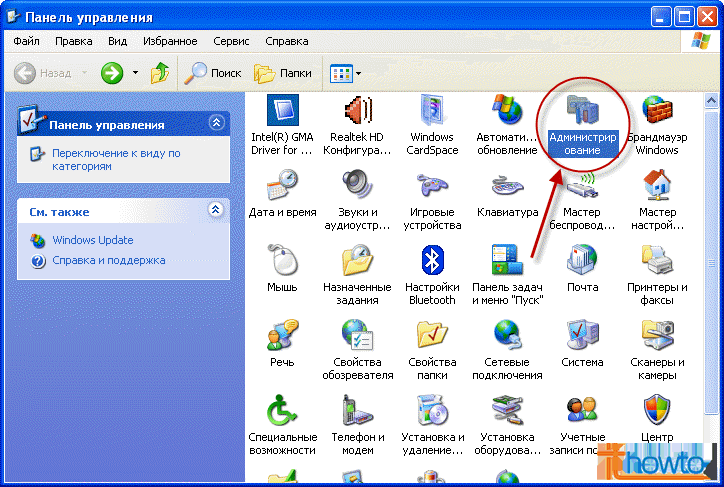 Панель управления
Файл Правка Вид Избранное Сервис Справка
Назад Поиск Папки
Панель управления
Переключение к виду по
категориям
См. также
Windows Update
Справка и поддержка
Intel(R) GMA
Driver for ...
Realtek HD
Конфигура...
Windows
CardSpace
Автомати...
обновление
Администрир
ование
Брандмауэр
Windows
Дата и время
Звуки и
аудиоустр...
Игровые
устройства
Клавиатура
Мастер
беспровод...
Мастер
настрой...
Мышь
Назначенные
задания
Настройки
Bluetooth
Панель задач
и меню "Пуск"
Почта
Принтеры и
факсы
Речь
Свойства
обозревателя
Свойства
папки
Сетевые
подключения
Система
Сканеры и
камеры
Специальные
возможности
Телефон и
модем
Установка и
удаление...
Установка
оборудова...
Учетные
записи по...
Центр
ithowto